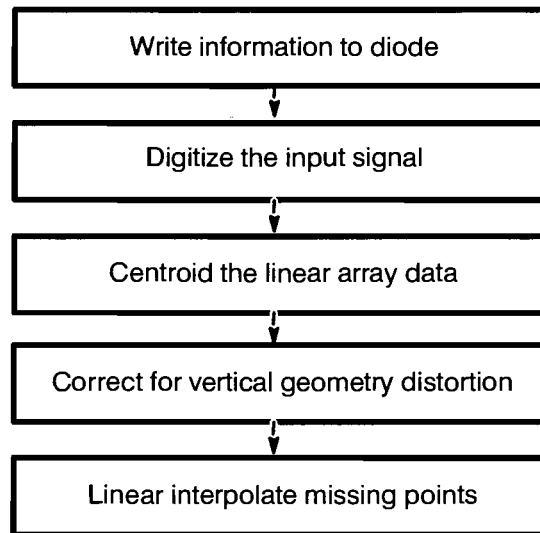 Write information to diode
Digitize the input signal
Centroid the linear array data
Correct for vertical geometry distortion
Linear interpolate missing points